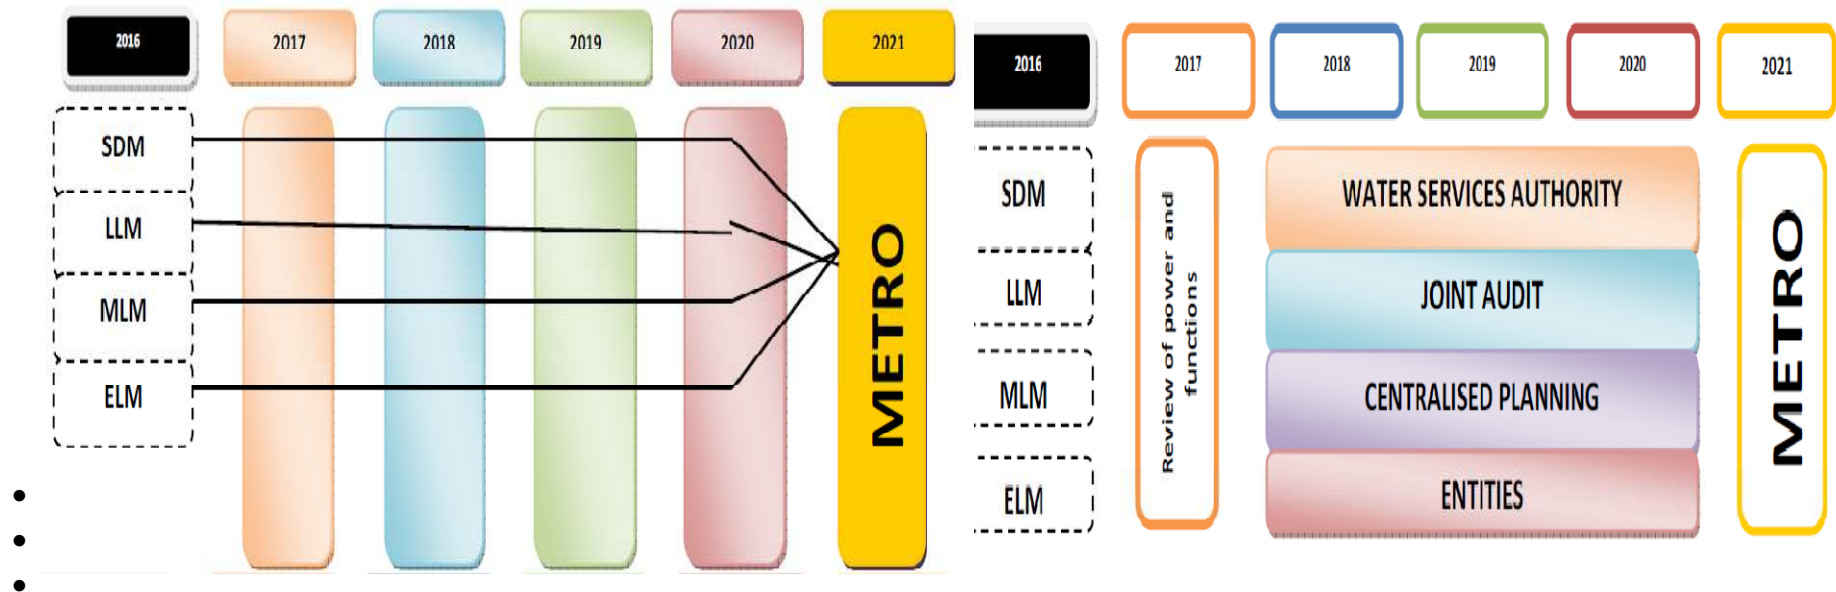 2016
2017
2018
2019
2020
2021
SDM
LLM
MLM
ELM
METRO
2016
2017
2018
2019
2020
2021
SDM
LLM
MLM
ELM
Review of power and
functions
WATER SERVICES AUTHORITY
JOINT AUDIT
CENTRALISED PLANNING
ENTITIES
METRO